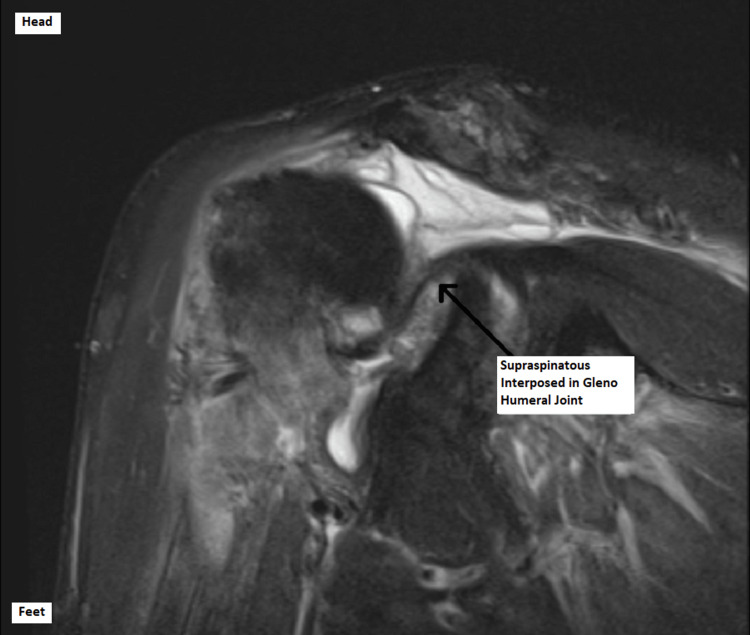 Head
Supraspinatous
Interposed in Gleno
Humeral Joint
Feet